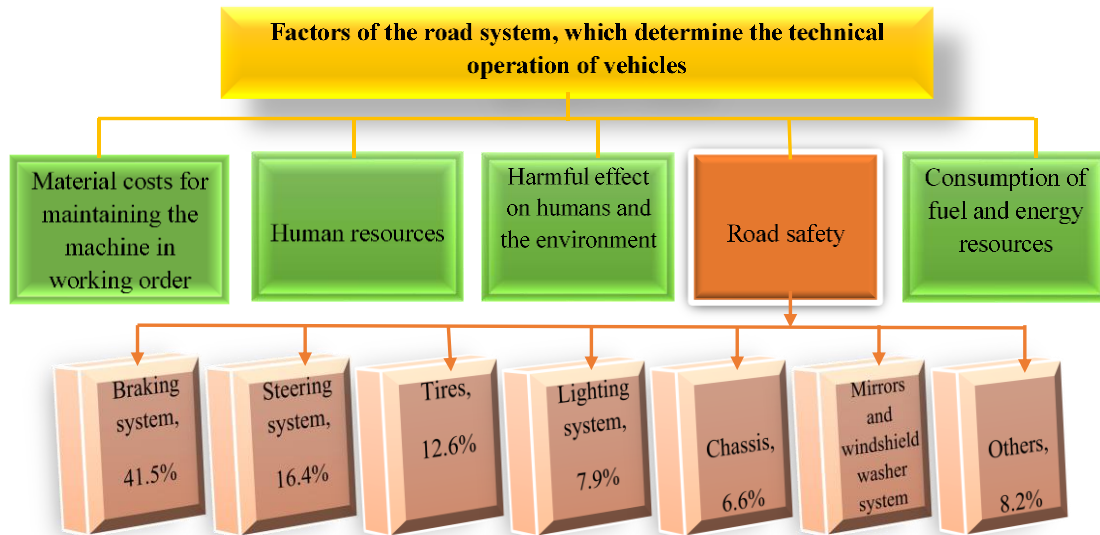 Factors of the road system, which determine the technical
operation of vehicles
Material costs for
maintaining the
machine in
working order
Human resources
Harmful effect
on humans and
the environment
Road safety
Consumption of
fuel and energy
resources
Braking
system,
41.5%
Steering
system,
16.4%
Tires,
12.6%
Lighting
system,
7.9%
Chassis,
6.6%
Mirrors
and
windshield
washer
system
Others,
8.2%